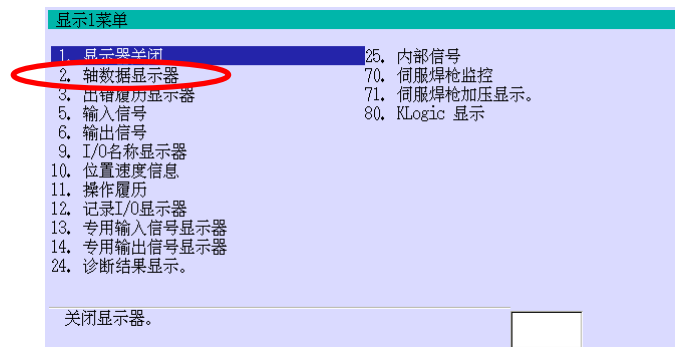 显示1菜单
1. 显示器关闭
2. 轴数据显示器
3. 出错履历显示器
5. 输入信号
6. 输出信号
9. I/O名称显示器
10. 位置速度信息
11. 操作履历
12. 记录I/O显示器
13. 专用输入信号显示器
14. 专用输出信号显示器
24. 诊断结果显示。
25. 内部信号
70. 伺服焊枪监控
71. 伺服焊枪加压显示。
80. KLogic 显示
关闭显示器。